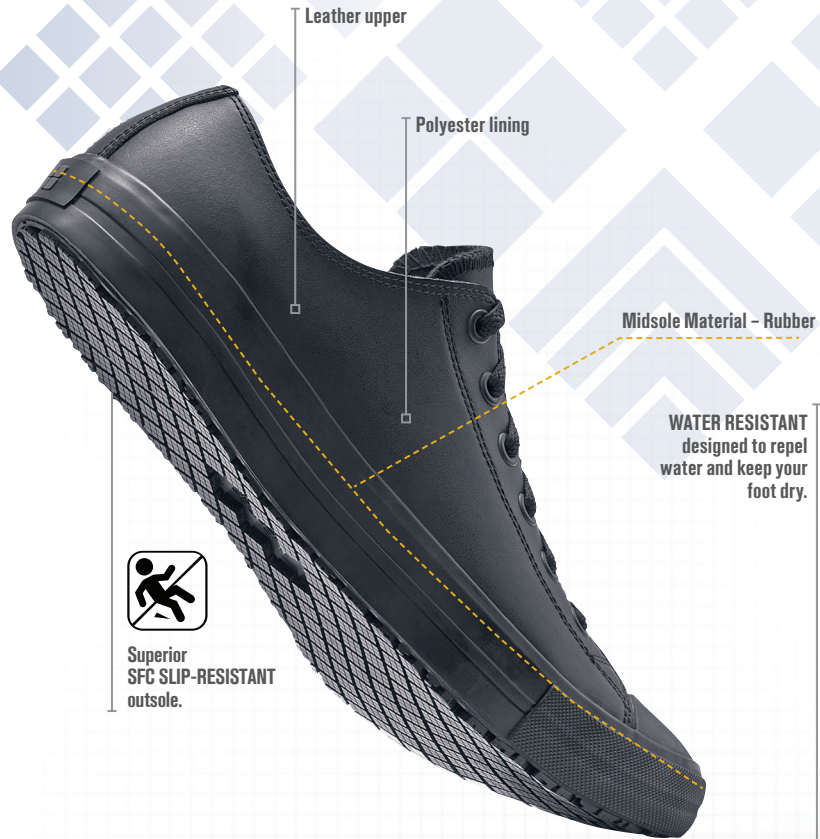 Leather upper
Polyester lining
Midsole Material – Rubber
WATER RESISTANT
designed to repel
water and keep your
foot dry.
Superior
SFC SLIP-RESISTANT
outsole.